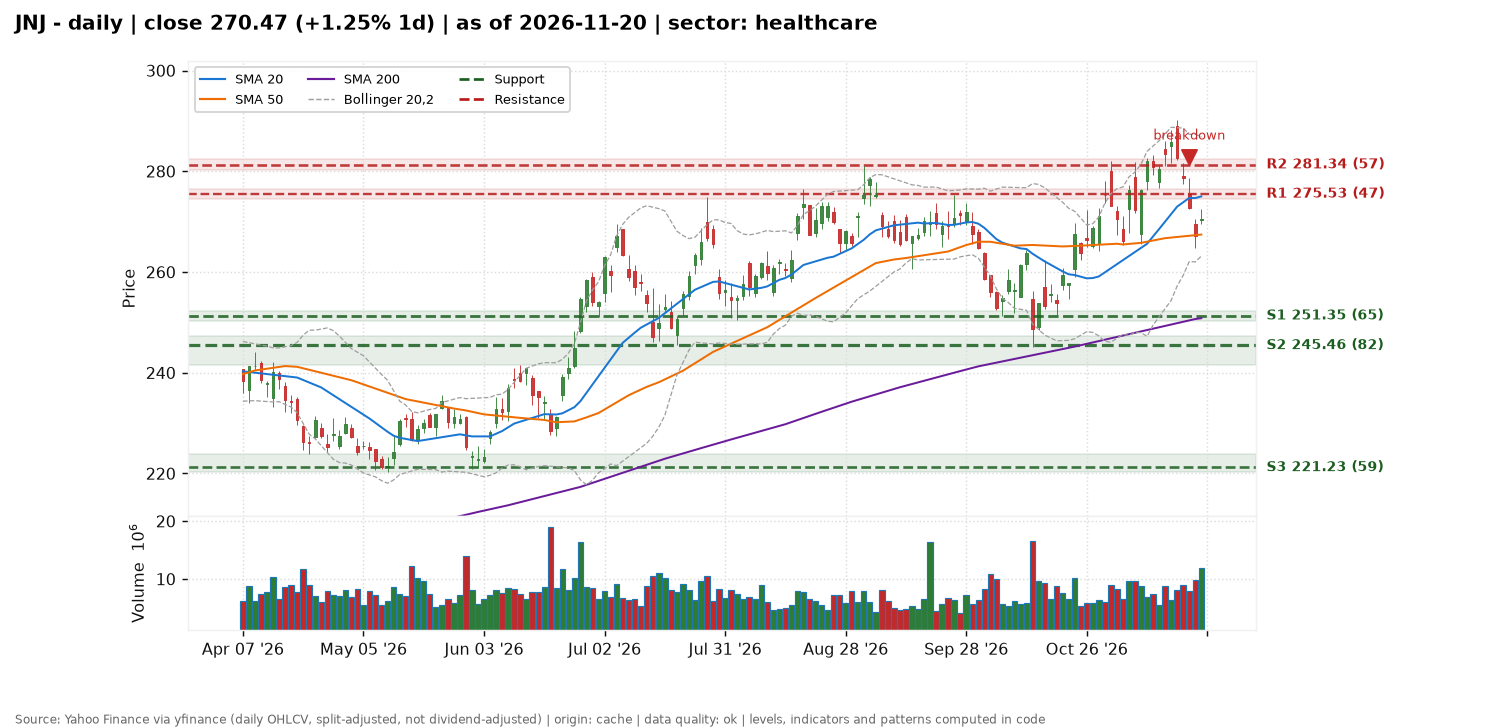 JNJ - daily | close 270.47 (+1.25% 1d) | as of 2026-11-20 | sector: healthcare
SMA 20 SMA 200 Support
SMA 50 Bollinger 20,2 Resistance
300
280
260
240
220
Price
breakdown
R2 281.34 (57)
R1 275.53 (47)
S1 251.35 (65)
S2 245.46 (82)
S3 221.23 (59)
20
10
Volume 10⁶
Apr 07 '26 May 05 '26 Jun 03 '26 Jul 02 '26 Jul 31 '26 Aug 28 '26 Sep 28 '26 Oct 26 '26
Source: Yahoo Finance via yfinance (daily OHLCV, split-adjusted, not dividend-adjusted) | origin: cache | data quality: ok | levels, indicators and patterns computed in code